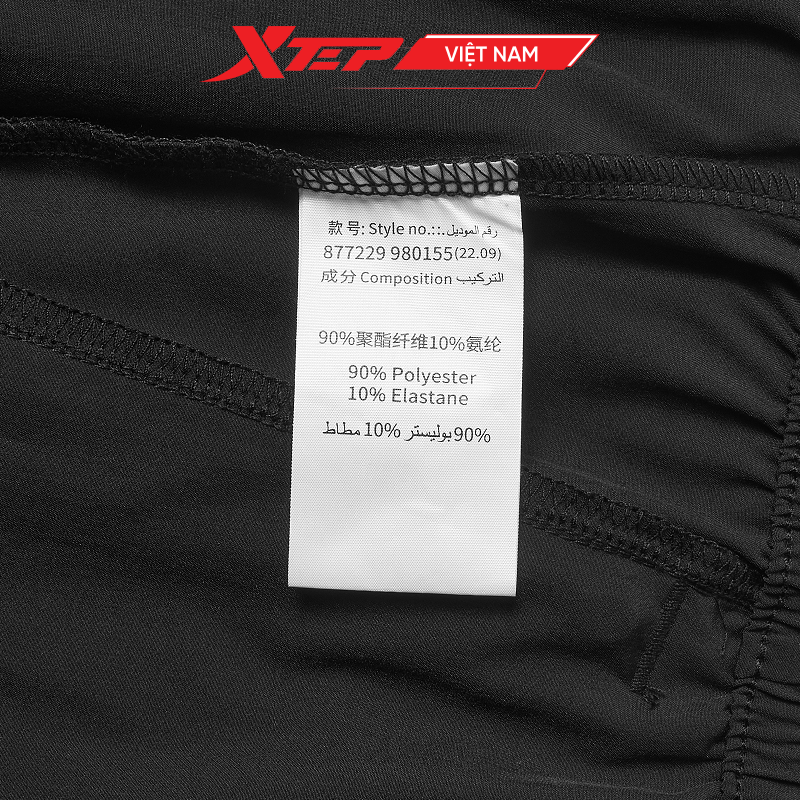 XTEP VIỆT NAM
款 号: Style no.::. رقم الموديل
877229 980155(22.09)
成分 Composition التركيب
90%聚酯纤维10%氨纶
90% Polyester
10% Elastane
90% بوليستر 10% مطاط